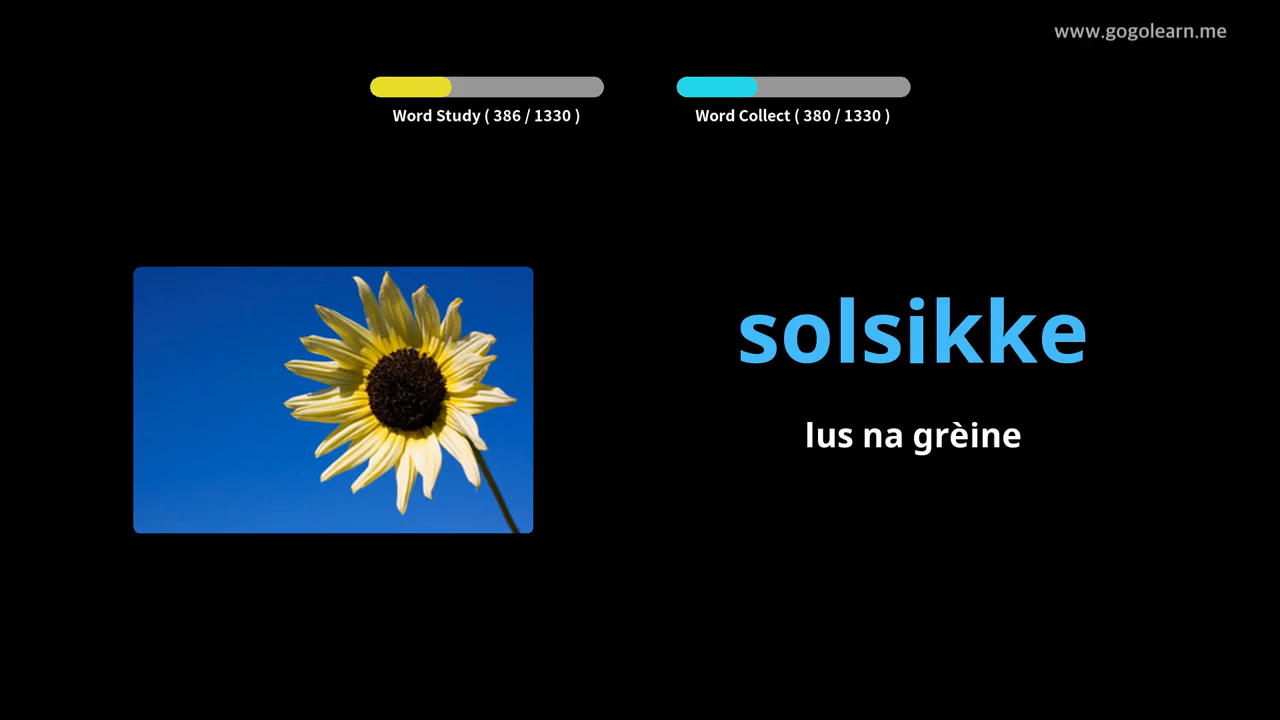 www.gogolearn.me
Word Study ( 386 / 1330 )
Word Collect ( 380 / 1330 )
solsikke
lus na grèine